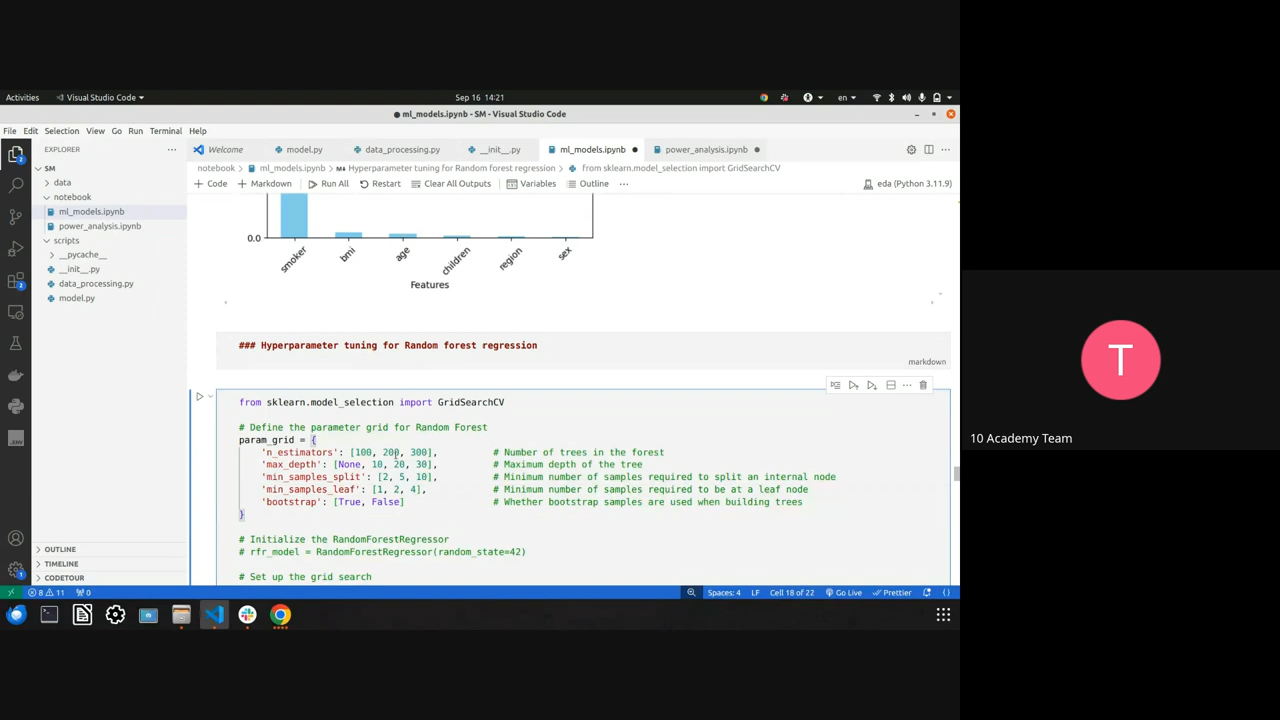 Activities
Visual Studio Code
Sep 16 14:21
en
ml_models.ipynb - SM - Visual Studio Code
File Edit Selection View Go Run Terminal Help
EXPLORER
Welcome
model.py
data_processing.py
__init__.py
ml_models.ipynb
power_analysis.ipynb
SM
notebook > ml_models.ipynb > Hyperparameter tuning for Random forest regression > from sklearn.model_selection import GridSearchCV
data
+ Code + Markdown Run All Restart Clear All Outputs Variables Outline ... eda (Python 3.11.9)
notebook
ml_models.ipynb
power_analysis.ipynb
scripts
__pycache__
__init__.py
data_processing.py
model.py
0.0
smoker
bmi
age
children
region
sex
Features
### Hyperparameter tuning for Random forest regression
markdown
from sklearn.model_selection import GridSearchCV
# Define the parameter grid for Random Forest
param_grid = {
'n_estimators': [100, 200, 300], # Number of trees in the forest
'max_depth': [None, 10, 20, 30], # Maximum depth of the tree
'min_samples_split': [2, 5, 10], # Minimum number of samples required to split an internal node
'min_samples_leaf': [1, 2, 4], # Minimum number of samples required to be at a leaf node
'bootstrap': [True, False] # Whether bootstrap samples are used when building trees
}
# Initialize the RandomForestRegressor
# rfr_model = RandomForestRegressor(random_state=42)
# Set up the grid search
OUTLINE
TIMELINE
CODETOUR
8 11 0 Spaces: 4 LF Cell 18 of 22 Go Live Prettier
T
10 Academy Team